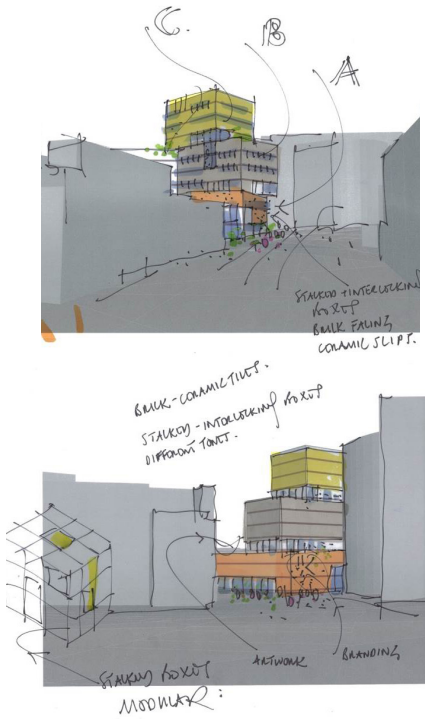 C.
B
A
STACKED + INTERLOCKING
BOXES
BRICK FACING
CERAMIC SLIPS.
BRICK-CERAMIC TILES.
STACKED-INTERLOCKING BOXES
DIFFERENT TONES.
ARTWORK
BRANDING
STACKED BOXES
MODULAR: